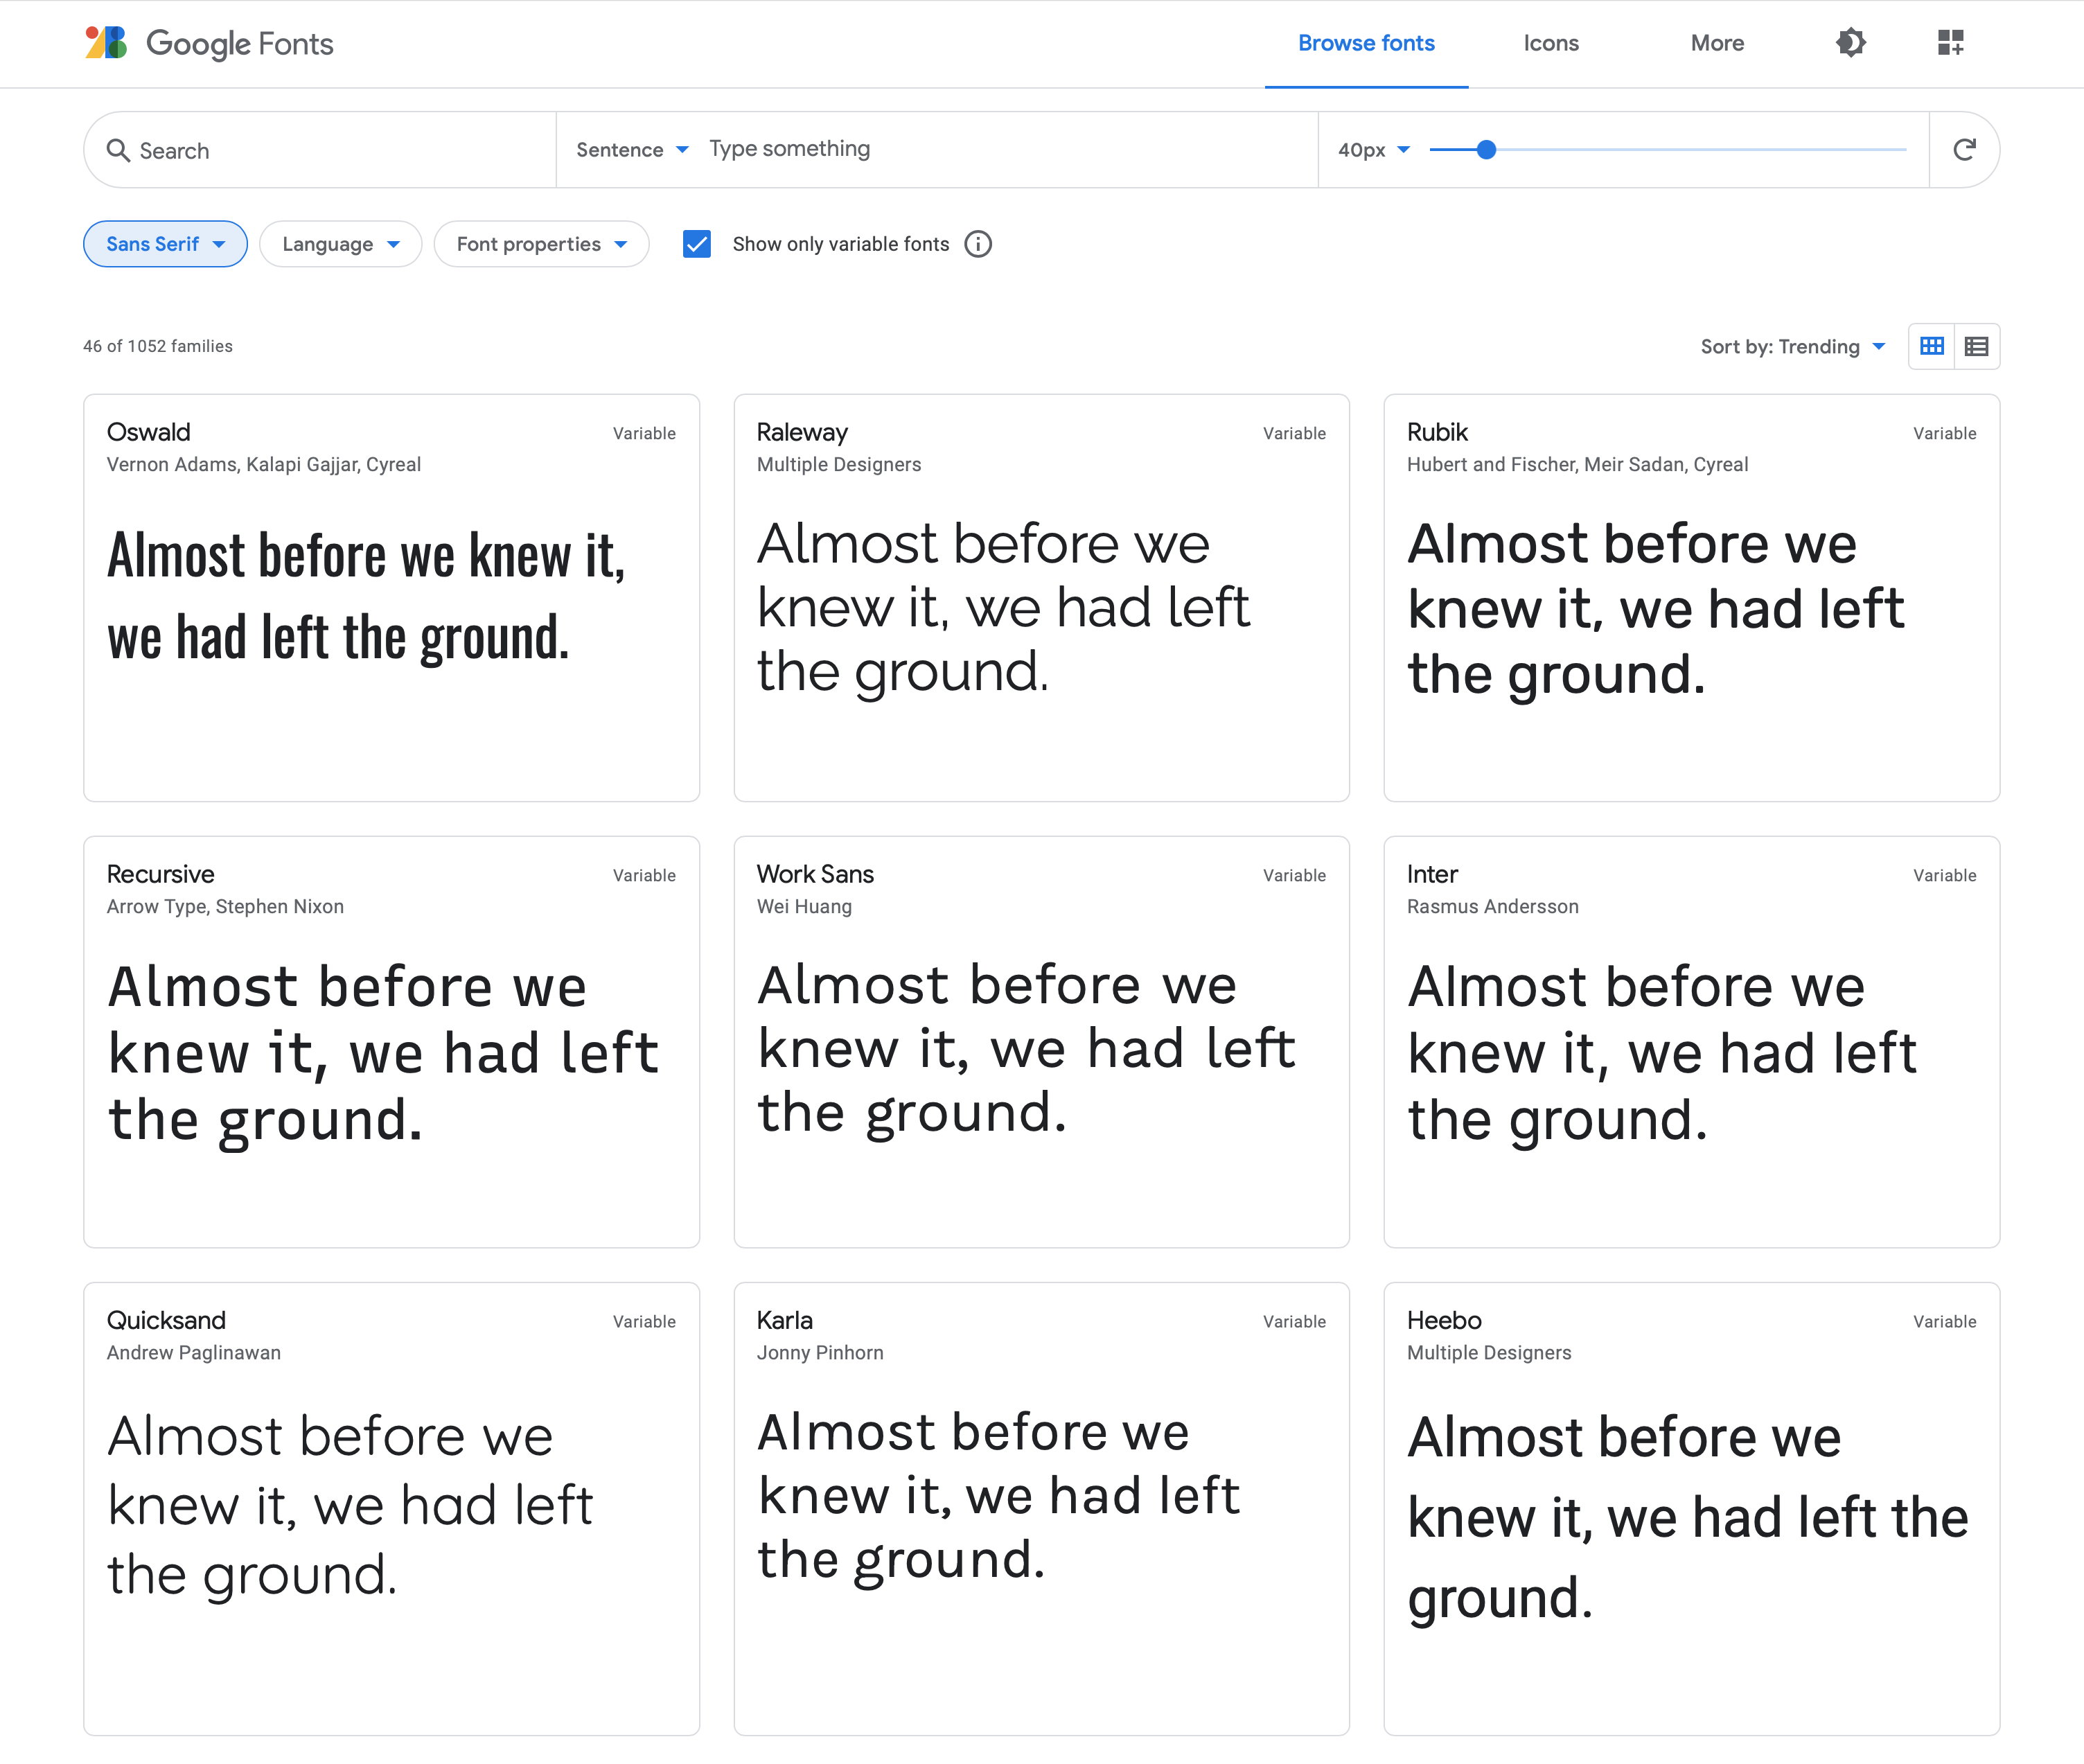 Google Fonts
Browse fonts
Icons
More
Search
Sentence
Type something
40px
Sans Serif
Language
Font properties
Show only variable fonts
46 of 1052 families
Sort by: Trending
Oswald
Variable
Vernon Adams, Kalapi Gajjar, Cyreal
Almost before we knew it,
we had left the ground.
Raleway
Variable
Multiple Designers
Almost before we
knew it, we had left
the ground.
Rubik
Variable
Hubert and Fischer, Meir Sadan, Cyreal
Almost before we
knew it, we had left
the ground.
Recursive
Variable
Arrow Type, Stephen Nixon
Almost before we
knew it, we had left
the ground.
Work Sans
Variable
Wei Huang
Almost before we
knew it, we had left
the ground.
Inter
Variable
Rasmus Andersson
Almost before we
knew it, we had left
the ground.
Quicksand
Variable
Andrew Paglinawan
Almost before we
knew it, we had left
the ground.
Karla
Variable
Jonny Pinhorn
Almost before we
knew it, we had left
the ground.
Heebo
Variable
Multiple Designers
Almost before we
knew it, we had left the
ground.